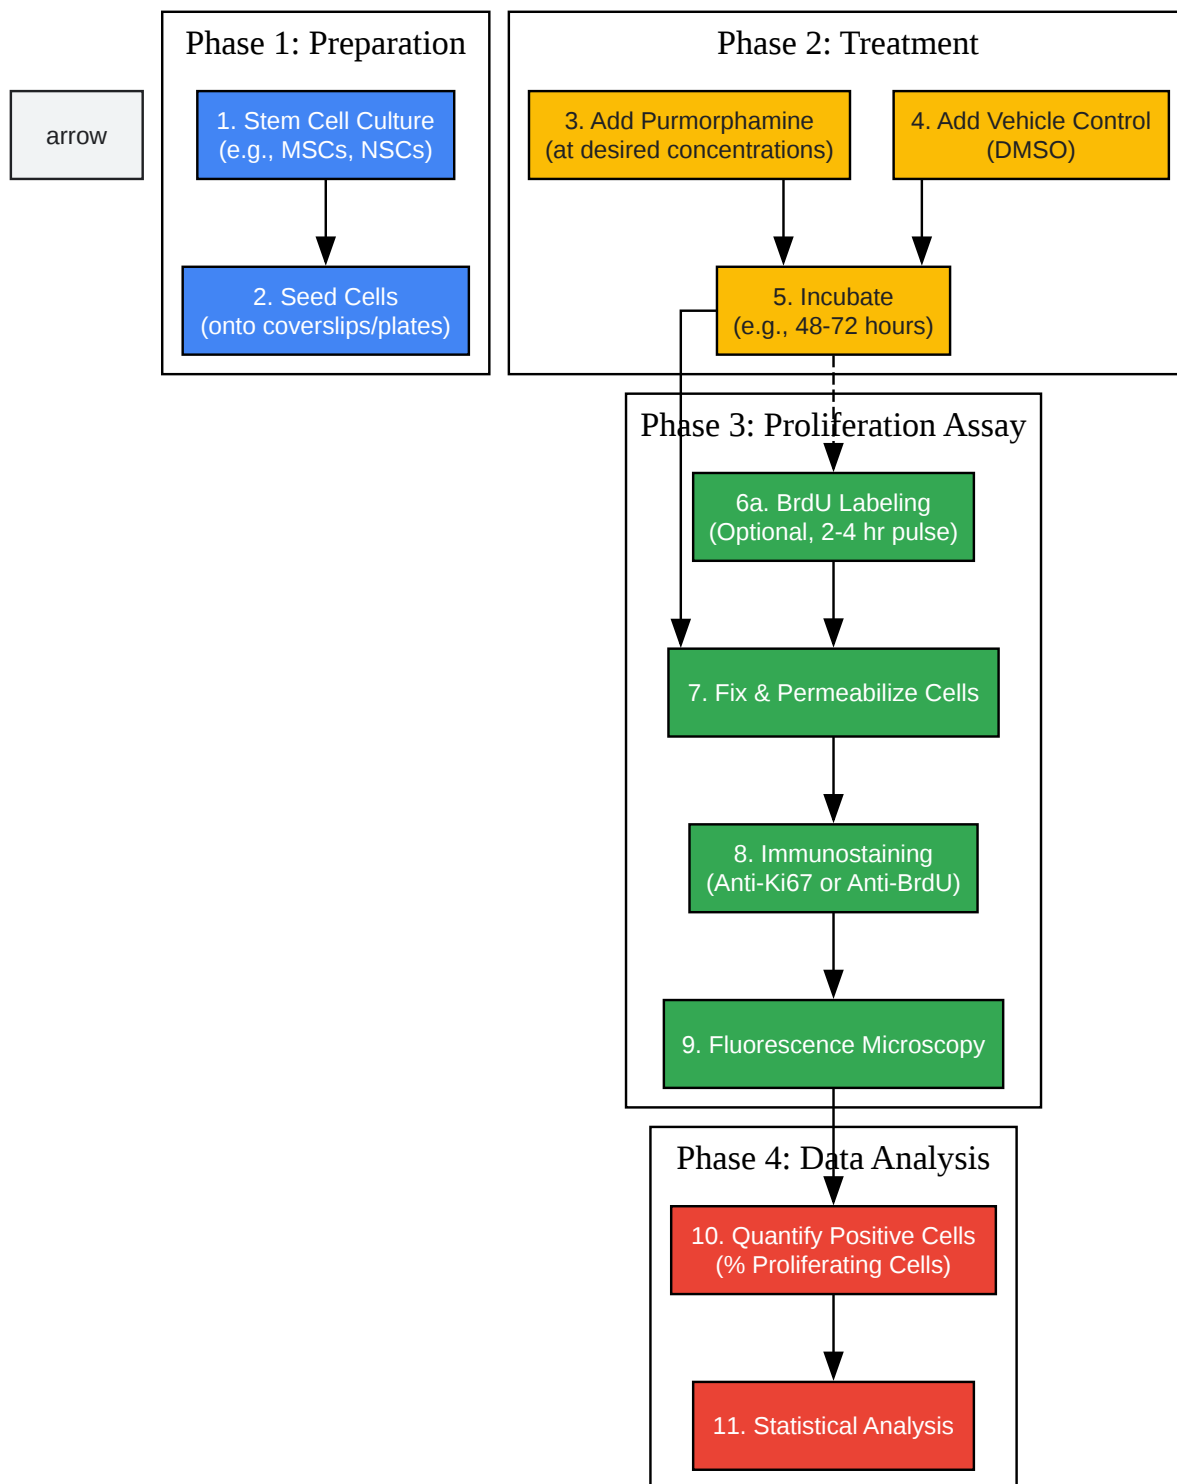 arrow
Phase 1: Preparation
1. Stem Cell Culture
(e.g., MSCs, NSCs)
2. Seed Cells
(onto coverslips/plates)
Phase 2: Treatment
3. Add Purmorphamine
(at desired concentrations)
4. Add Vehicle Control
(DMSO)
5. Incubate
(e.g., 48-72 hours)
Phase 3: Proliferation Assay
6a. BrdU Labeling
(Optional, 2-4 hr pulse)
7. Fix & Permeabilize Cells
8. Immunostaining
(Anti-Ki67 or Anti-BrdU)
9. Fluorescence Microscopy
Phase 4: Data Analysis
10. Quantify Positive Cells
(% Proliferating Cells)
11. Statistical Analysis